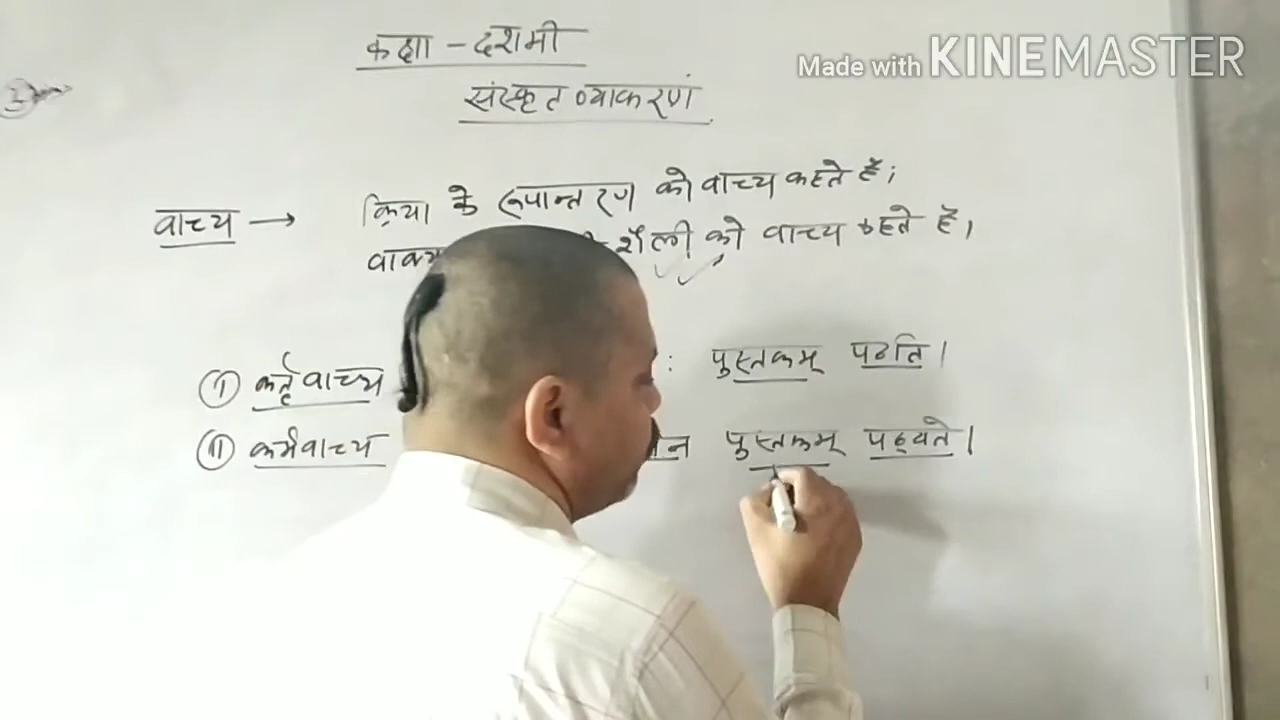 Made with KINEMASTER
कक्षा - दशमी
संस्कृत व्याकरणं
वाच्य → क्रिया के रूपान्तरण को वाच्य कहते हैं;
शैली को वाच्य कहते हैं,
(I) कर्तृवाच्य : पुस्तकम् पठति।
(II) कर्मवाच्य पुस्तकम् पठ्यते।